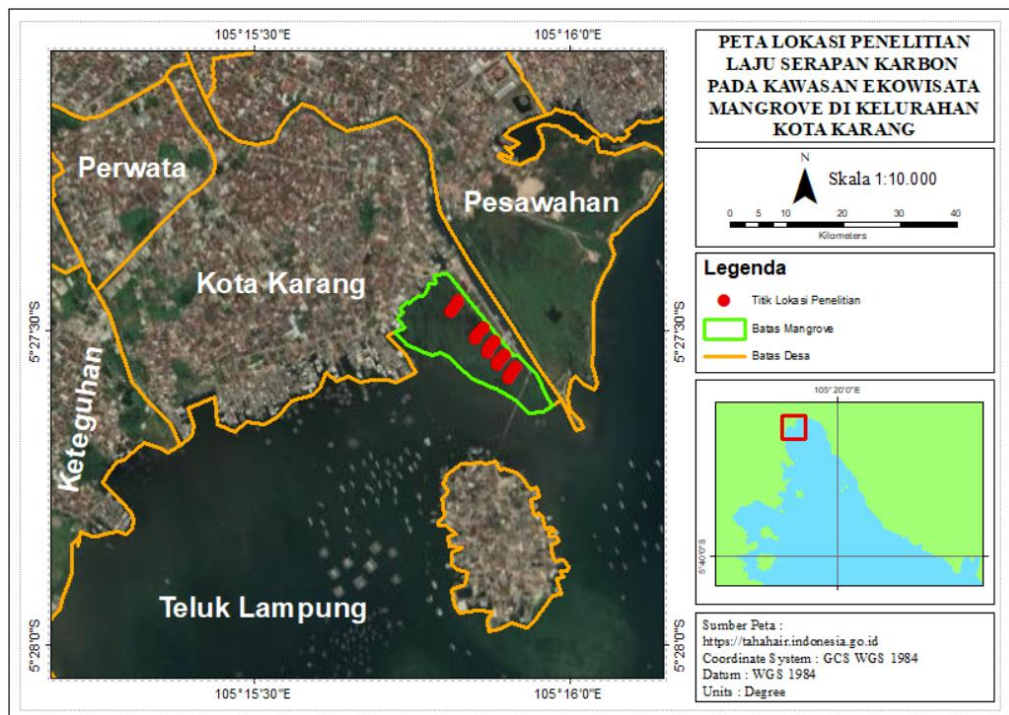 105°15'30"E
105°16'0"E
5°27'30"S
5°28'0"S
Perwata
Pesawahan
Kota Karang
Keteguhan
Teluk Lampung
5°27'30"S
5°28'0"S
105°15'30"E
105°16'0"E
PETA LOKASI PENELITIAN
LAJU SERAPAN KARBON
PADA KAWASAN EKOWISATA
MANGROVE DI KELURAHAN
KOTA KARANG
N
Skala 1:10.000
0 5 10 20 30 40
Kilometers
Legenda
Titik Lokasi Penelitian
Batas Mangrove
Batas Desa
105°20'0"E
5°40'0"S
Sumber Peta :
https://tahahair.indonesia.go.id
Coordinate System : GCS WGS 1984
Datum : WGS 1984
Units : Degree